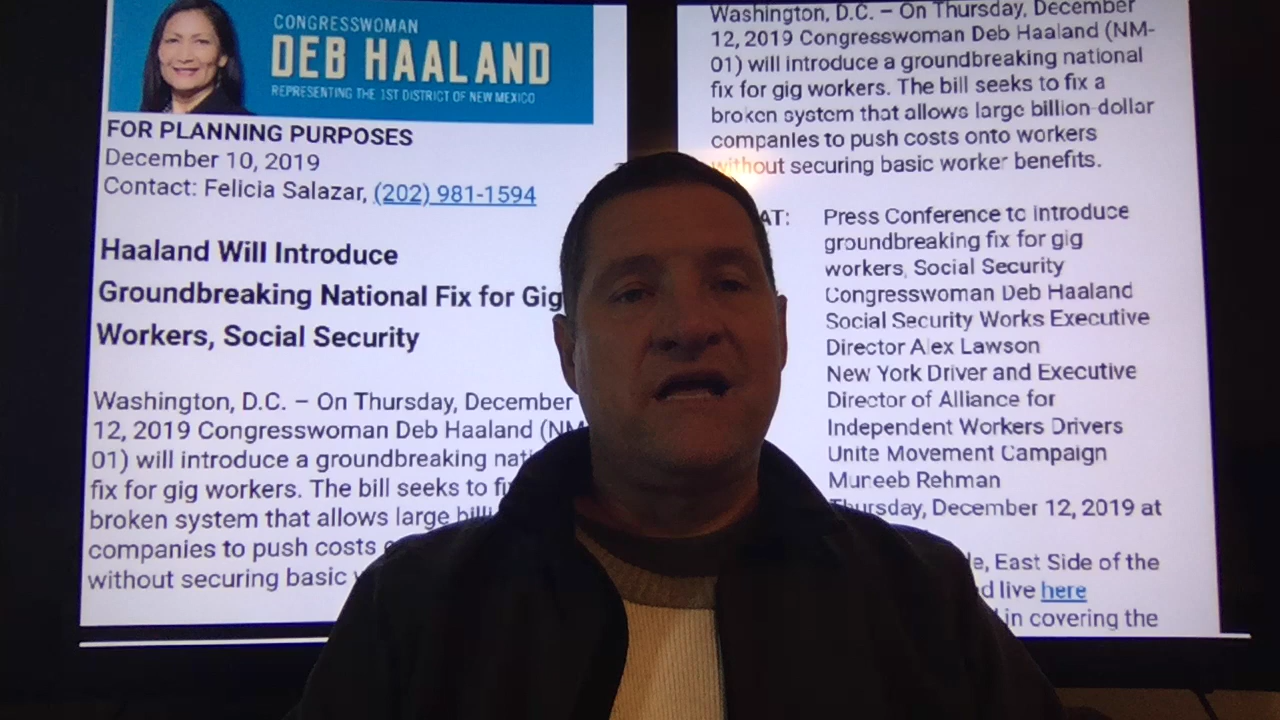 CONGRESSWOMAN
DEB HAALAND
REPRESENTING THE 1ST DISTRICT OF NEW MEXICO
FOR PLANNING PURPOSES
December 10, 2019
Contact: Felicia Salazar, (202) 981-1594
Haaland Will Introduce
Groundbreaking National Fix for Gig
Workers, Social Security
Washington, D.C. – On Thursday, December
12, 2019 Congresswoman Deb Haaland (NM-
01) will introduce a groundbreaking
fix for gig workers. The bill seeks to
broken system that allows large
companies to push costs
without securing basic
Washington, D.C. – On Thursday, December
12, 2019 Congresswoman Deb Haaland (NM-
01) will introduce a groundbreaking national
fix for gig workers. The bill seeks to fix a
broken system that allows large billion-dollar
companies to push costs onto workers
without securing basic worker benefits.
AT: Press Conference to introduce
groundbreaking fix for gig
workers, Social Security
Congresswoman Deb Haaland
Social Security Works Executive
Director Alex Lawson
New York Driver and Executive
Director of Alliance for
Independent Workers Drivers
Unite Movement Campaign
Muneeb Rehman
Thursday, December 12, 2019 at
East Side of the
live here
in covering the